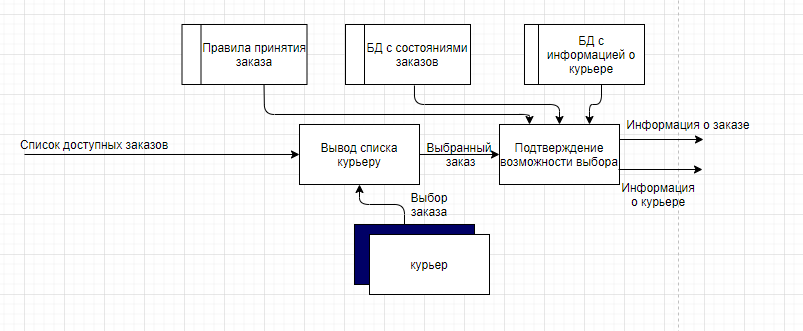 Правила принятия
заказа
БД с состояниями
заказов
БД с
информацией о
курьере
Список доступных заказов
Вывод списка
курьеру
Выбранный
заказ
Подтверждение
возможности выбора
Информация о заказе
Информация
о курьере
Выбор
заказа
курьер